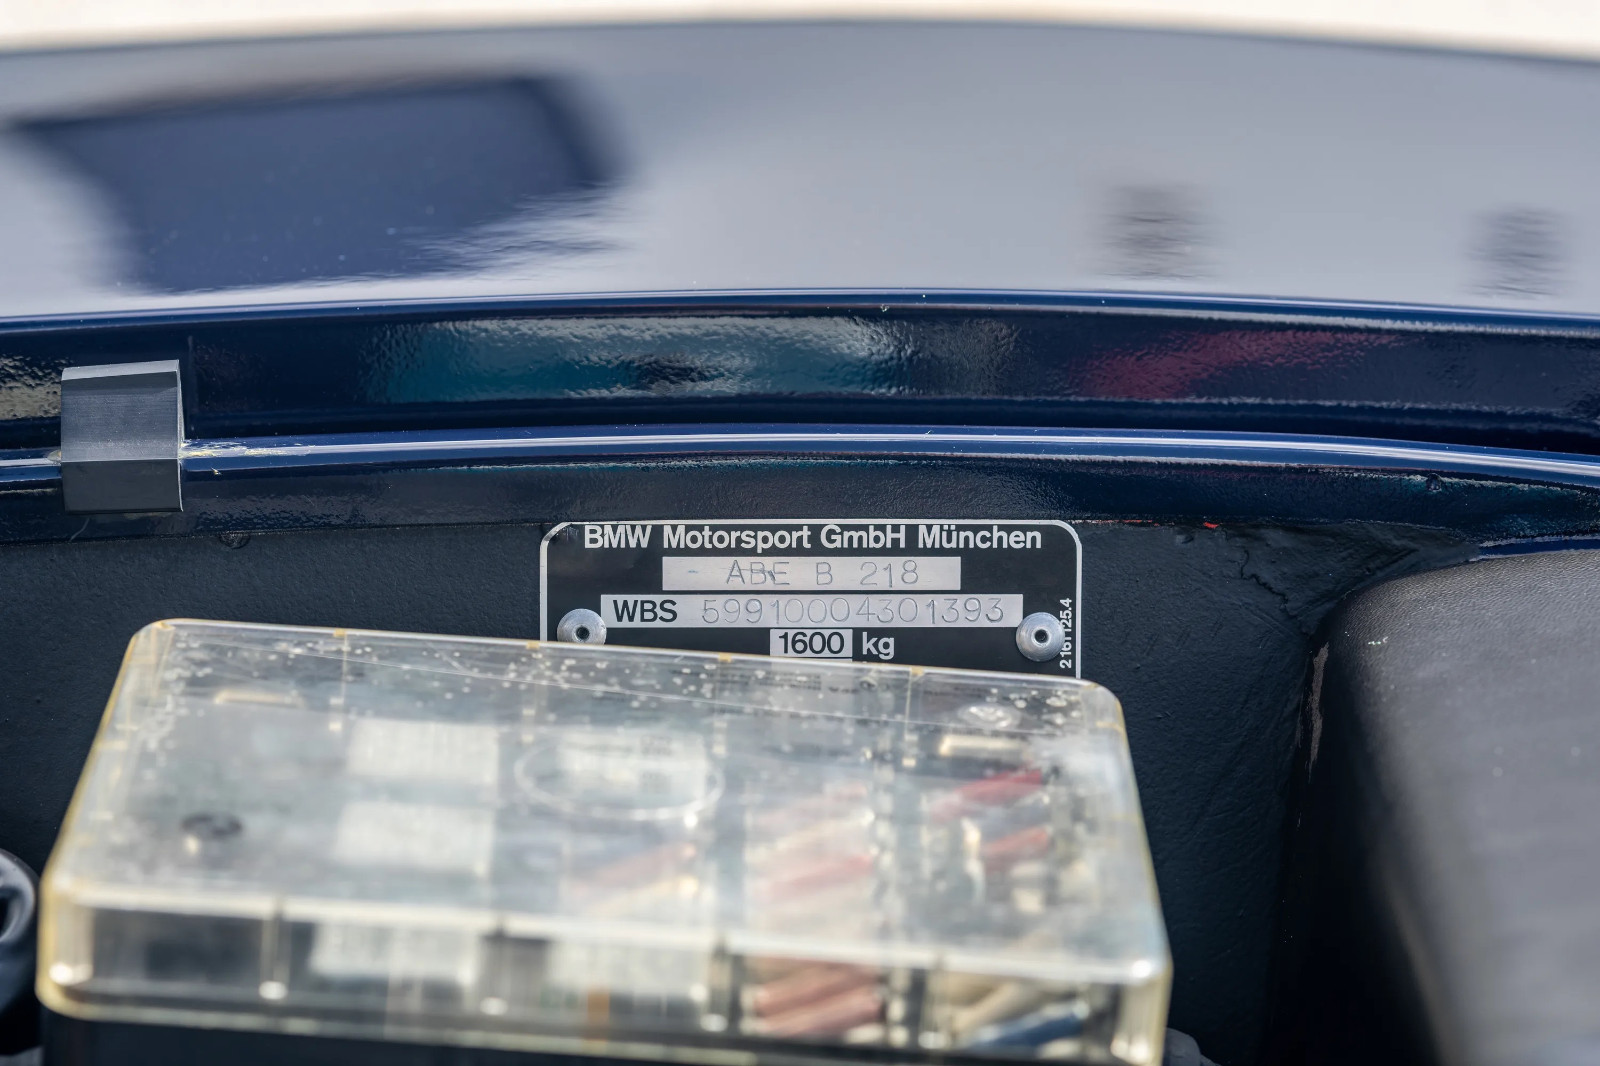 BMW Motorsport GmbH München
- ABE B 218
WBS 59910004301393
1600 kg
2161125.4